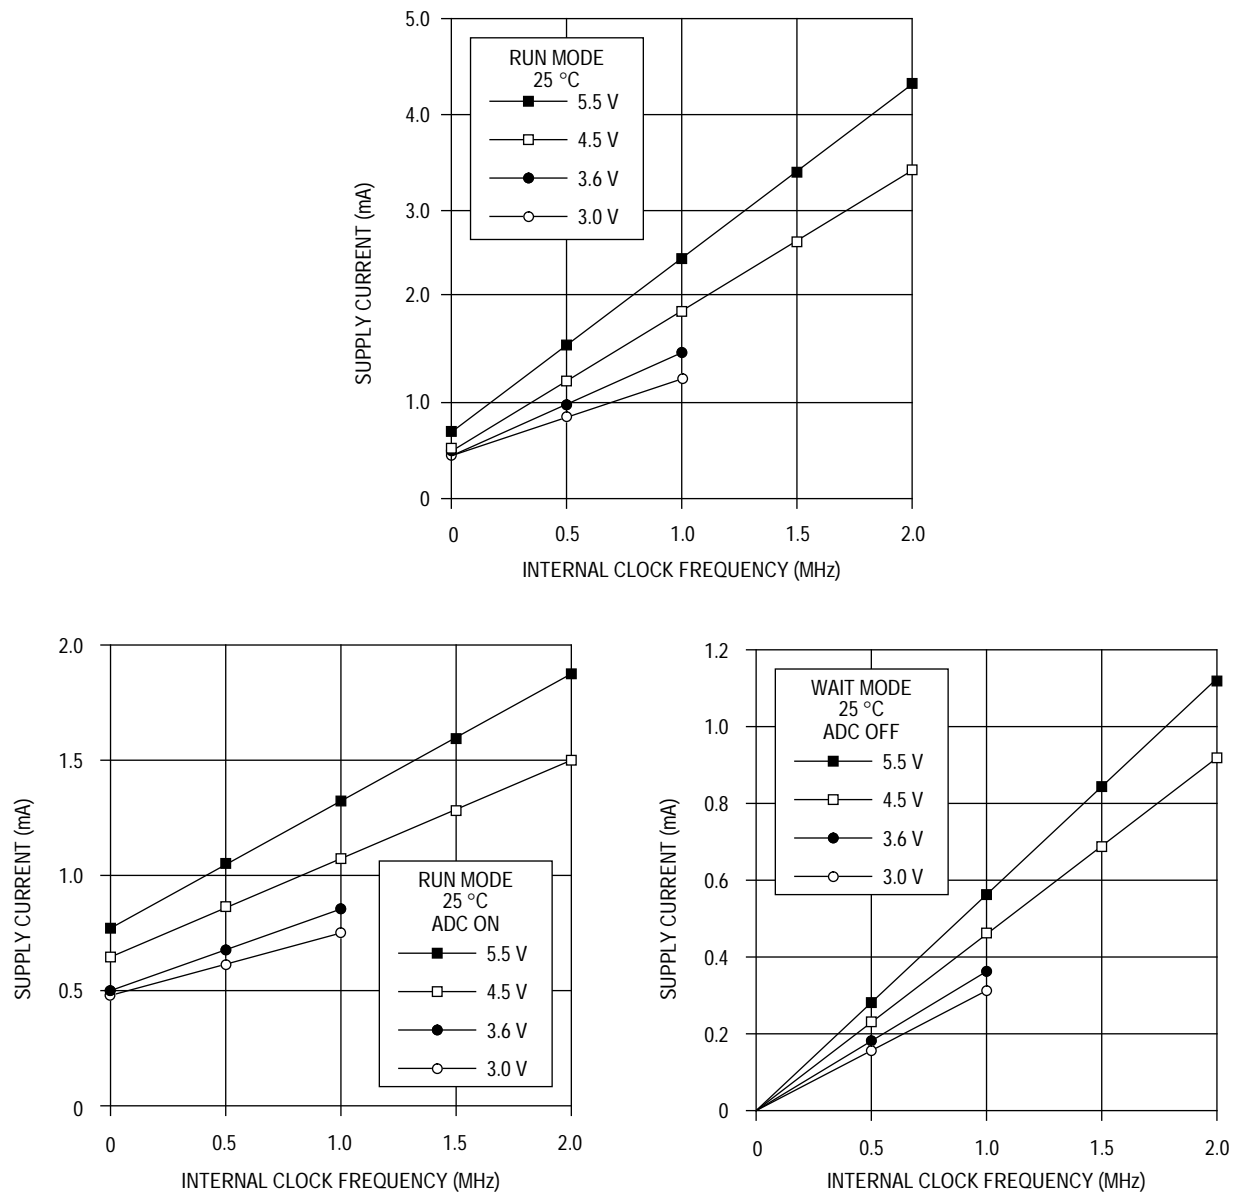 5.0
4.0
3.0
2.0
1.0
0
SUPPLY CURRENT (mA)
RUN MODE
25 °C
5.5 V
4.5 V
3.6 V
3.0 V
0 0.5 1.0 1.5 2.0
INTERNAL CLOCK FREQUENCY (MHz)
2.0
1.5
1.0
0.5
0
SUPPLY CURRENT (mA)
RUN MODE
25 °C
ADC ON
5.5 V
4.5 V
3.6 V
3.0 V
0 0.5 1.0 1.5 2.0
INTERNAL CLOCK FREQUENCY (MHz)
1.2
1.0
0.8
0.6
0.4
0.2
0
SUPPLY CURRENT (mA)
WAIT MODE
25 °C
ADC OFF
5.5 V
4.5 V
3.6 V
3.0 V
0 0.5 1.0 1.5 2.0
INTERNAL CLOCK FREQUENCY (MHz)